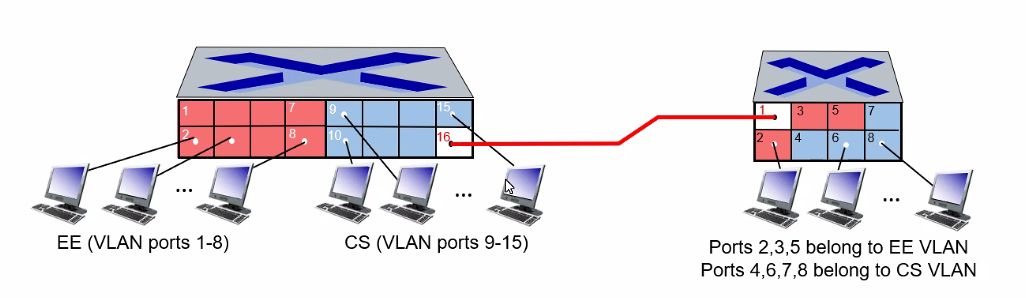 1 7 9 15
2 8 10 16
1 3 5 7
2 4 6 8
...
...
...
EE (VLAN ports 1-8)
CS (VLAN ports 9-15)
Ports 2,3,5 belong to EE VLAN
Ports 4,6,7,8 belong to CS VLAN